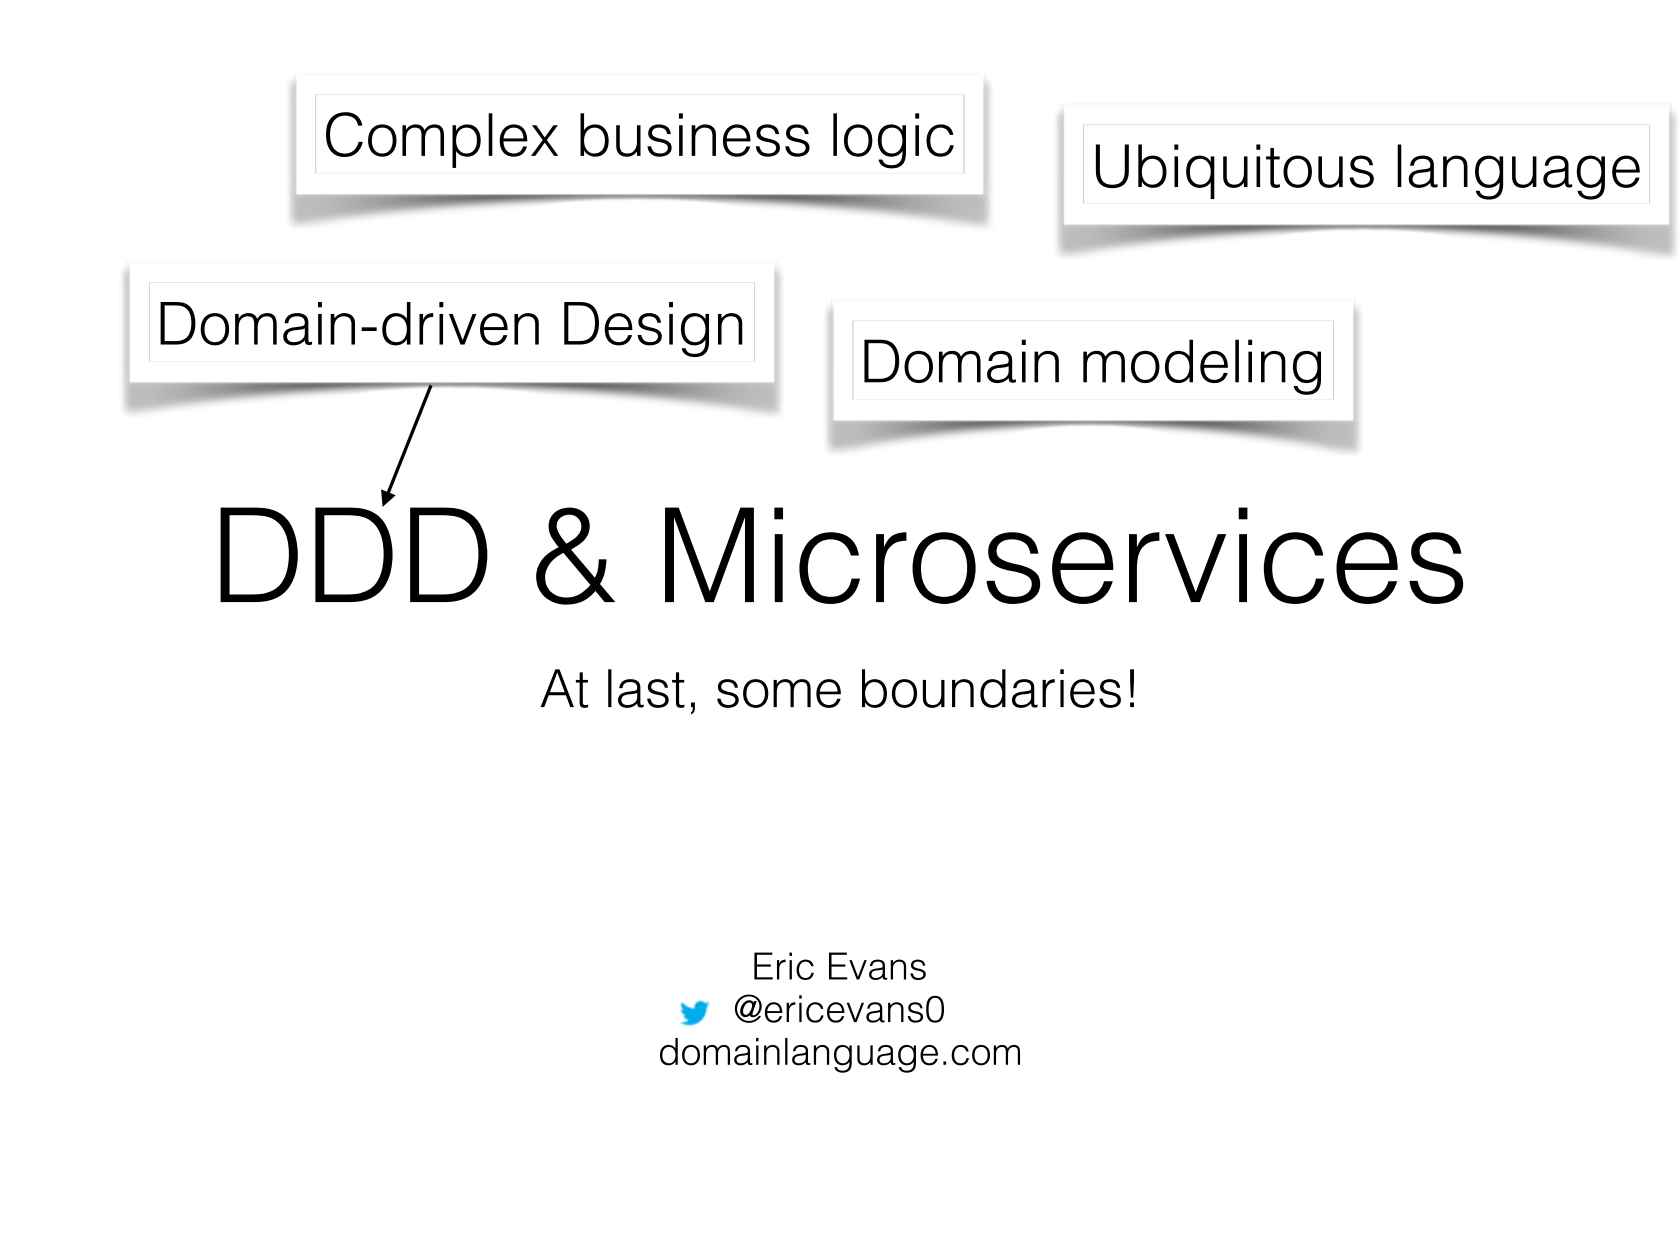 Complex business logic
Ubiquitous language
Domain-driven Design
Domain modeling
DDD & Microservices
At last, some boundaries!
Eric Evans
@ericevans0
domainlanguage.com